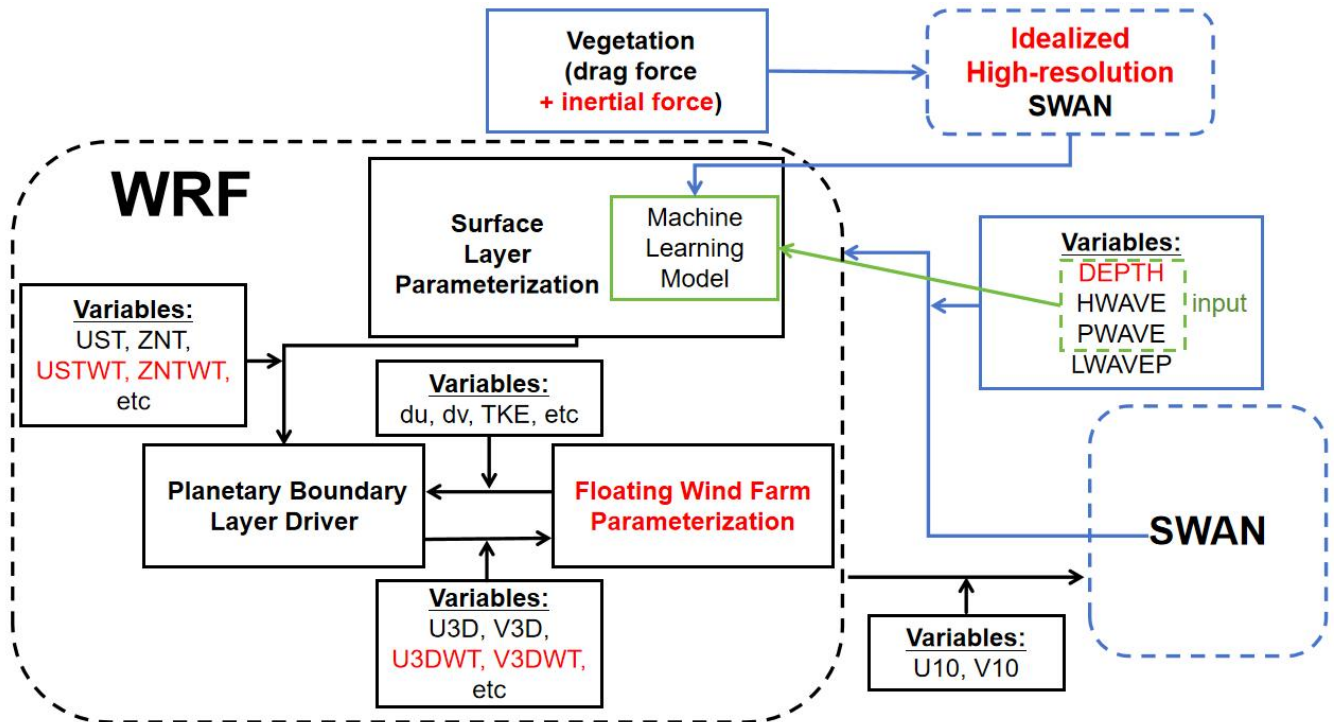 Vegetation
(drag force
+ inertial force)
Idealized
High-resolution
SWAN
WRF
Surface
Layer
Parameterization
Machine
Learning
Model
Variables:
DEPTH
HWAVE
PWAVE
LWAVEP
input
Variables:
UST, ZNT,
USTWT, ZNTWT,
etc
Variables:
du, dv, TKE, etc
Planetary Boundary
Layer Driver
Floating Wind Farm
Parameterization
SWAN
Variables:
U3D, V3D,
U3DWT, V3DWT,
etc
Variables:
U10, V10